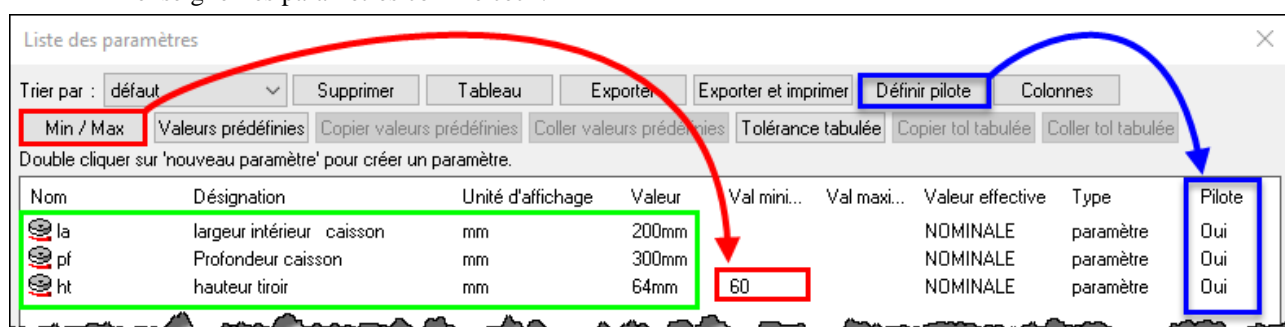 Liste des paramètres
Trier par : défaut Supprimer Tableau Exporter Exporter et imprimer Définir pilote Colonnes
Min / Max Valeurs prédéfinies Copier valeurs prédéfinies Coller valeurs prédéfinies Tolérance tabulée Copier tol tabulée Coller tol tabulée
Double cliquer sur 'nouveau paramètre' pour créer un paramètre.
Nom Désignation Unité d'affichage Valeur Val mini... Val maxi... Valeur effective Type Pilote
la largeur intérieur caisson mm 200mm NOMINALE paramètre Oui
pf Profondeur caisson mm 300mm NOMINALE paramètre Oui
ht hauteur tiroir mm 64mm 60 NOMINALE paramètre Oui